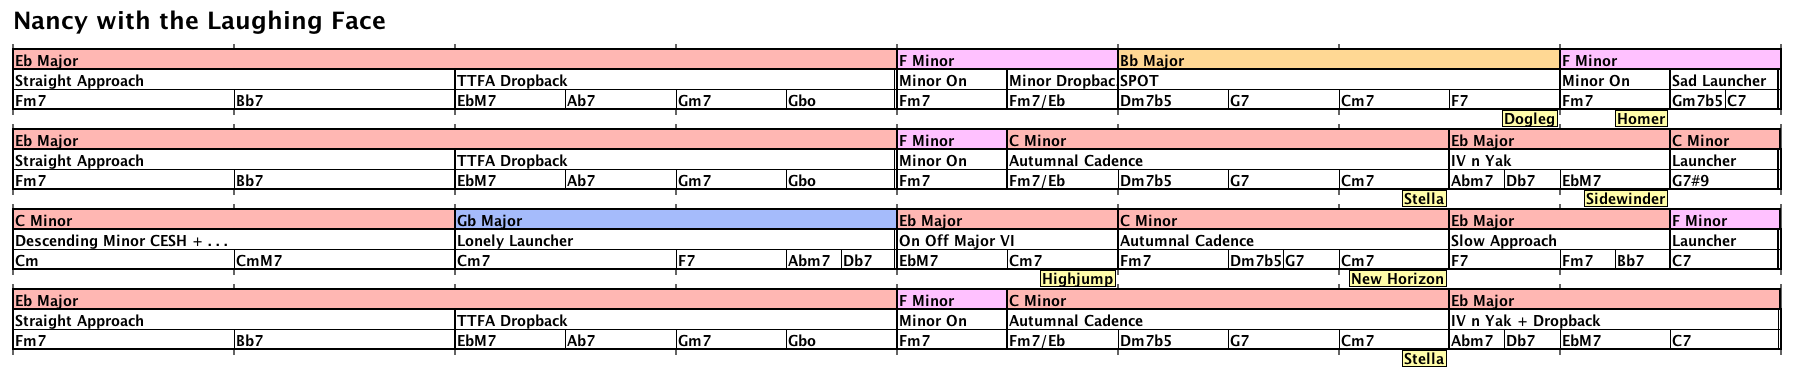 Nancy with the Laughing Face
Eb Major F Minor Bb Major F Minor
Straight Approach TTFA Dropback Minor On Minor Dropbac SPOT Minor On Sad Launcher
Fm7 Bb7 EbM7 Ab7 Gm7 Gbo Fm7 Fm7/Eb Dm7b5 G7 Cm7 F7 Fm7 Gm7b5 C7
Dogleg Homer
Eb Major F Minor C Minor Eb Major C Minor
Straight Approach TTFA Dropback Minor On Autumnal Cadence IV n Yak Launcher
Fm7 Bb7 EbM7 Ab7 Gm7 Gbo Fm7 Fm7/Eb Dm7b5 G7 Cm7 Abm7 Db7 EbM7 G7#9
Stella Sidewinder
C Minor Gb Major Eb Major C Minor Eb Major F Minor
Descending Minor CESH + . . . Lonely Launcher On Off Major VI Autumnal Cadence Slow Approach Launcher
Cm CmM7 Cm7 F7 Abm7 Db7 EbM7 Cm7 Fm7 Dm7b5 G7 Cm7 F7 Fm7 Bb7 C7
Highjump New Horizon
Eb Major F Minor C Minor Eb Major
Straight Approach TTFA Dropback Minor On Autumnal Cadence IV n Yak + Dropback
Fm7 Bb7 EbM7 Ab7 Gm7 Gbo Fm7 Fm7/Eb Dm7b5 G7 Cm7 Abm7 Db7 EbM7 C7
Stella